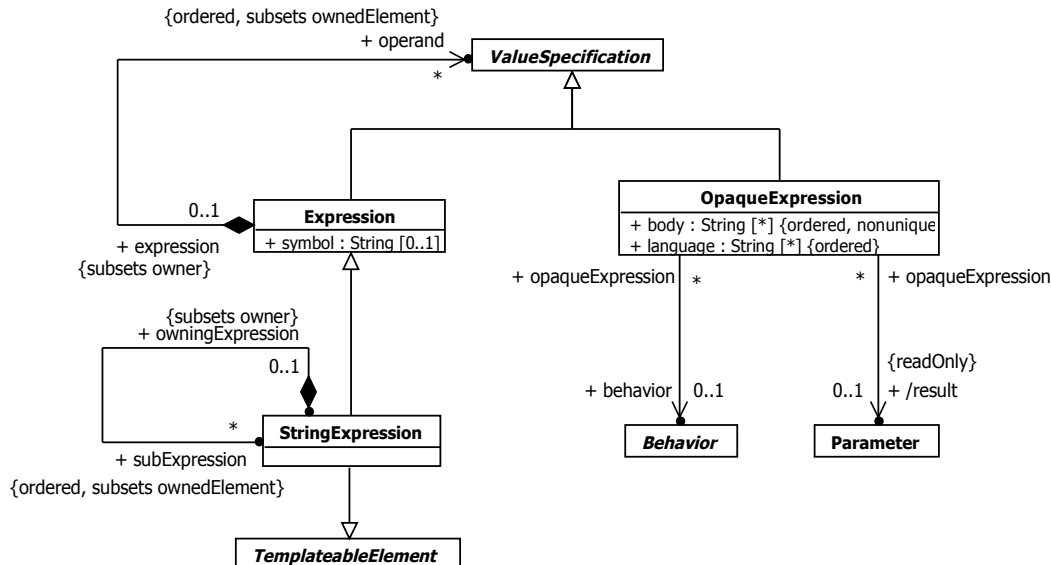 {ordered, subsets ownedElement}
+ operand
*
ValueSpecification
0..1
+ expression
{subsets owner}
Expression
+ symbol : String [0..1]
OpaqueExpression
+ body : String [*] {ordered, nonunique
+ language : String [*] {ordered}
+ opaqueExpression
*
*
+ opaqueExpression
{subsets owner}
+ owningExpression
0..1
*
+ subExpression
{ordered, subsets ownedElement}
StringExpression
+ behavior
0..1
{readOnly}
0..1
+ /result
Behavior
Parameter
TemplateableElement